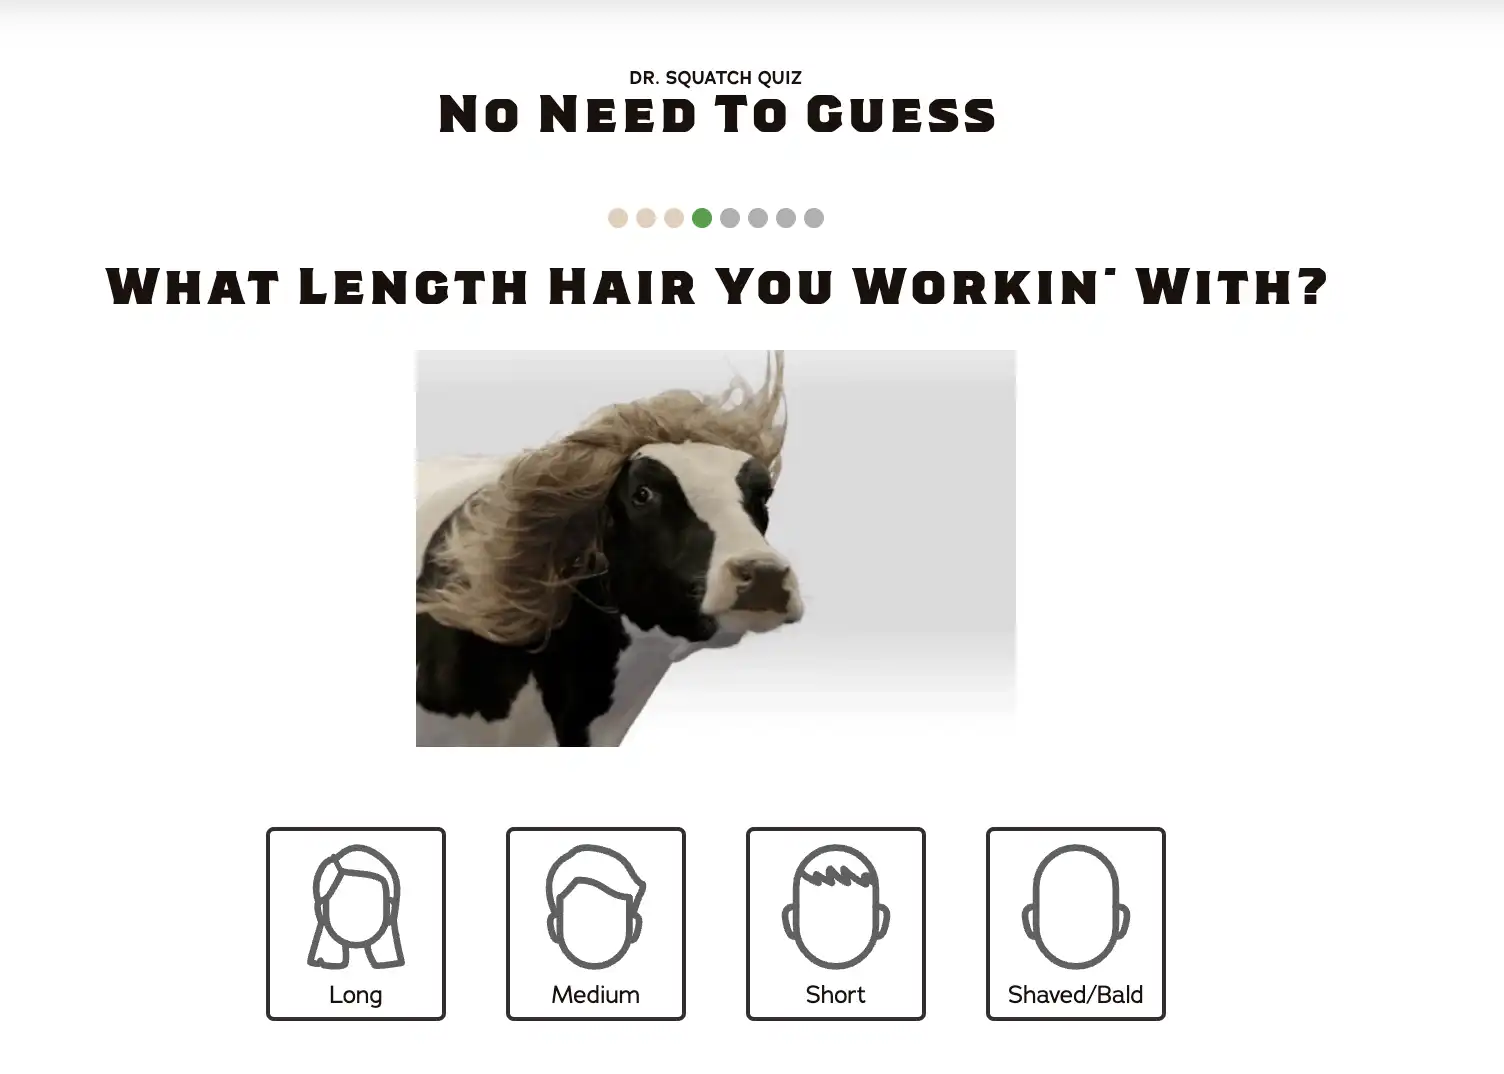 DR. SQUATCH QUIZ
No Need To Guess
What Length Hair You Workin' With?
Long
Medium
Short
Shaved/Bald